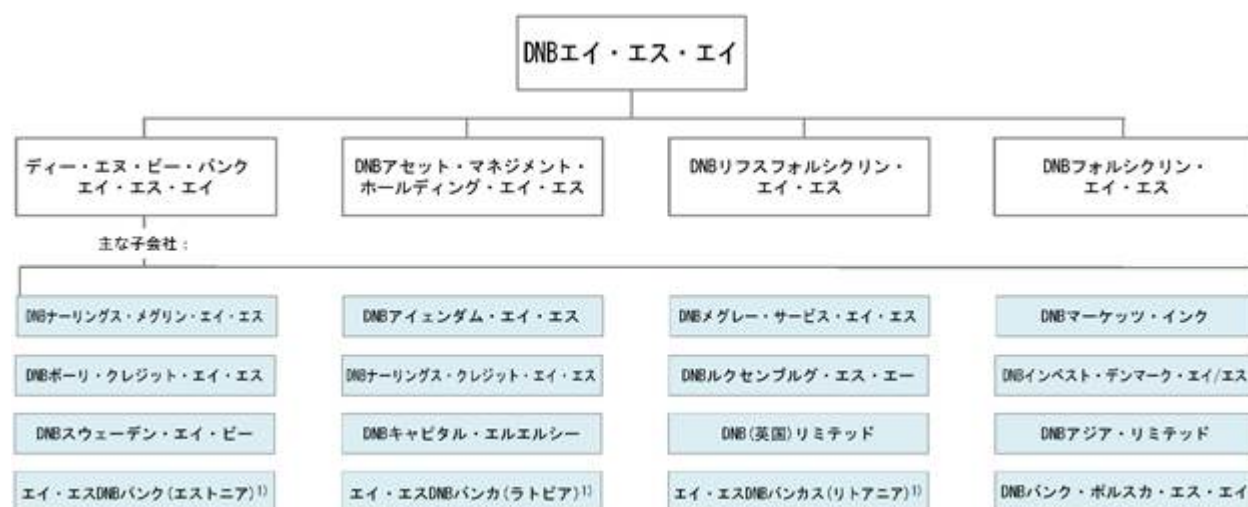 DNBエイ・エス・エイ
ディー・エヌ・ビー・バンク
エイ・エス・エイ
DNBアセット・マネジメント・
ホールディング・エイ・エス
DNBリフスフォルシクリン・
エイ・エス
DNBフォルシクリン・
エイ・エス
主な子会社：
DNBナーリングス・メグリン・エイ・エス
DNBアイェンダム・エイ・エス
DNBメグレー・サービス・エイ・エス
DNBマーケッツ・インク
DNBボーリ・クレジット・エイ・エス
DNBナーリングス・クレジット・エイ・エス
DNBルクセンブルグ・エス・エー
DNBインベスト・デンマーク・エイ/エス
DNBスウェーデン・エイ・ビー
DNBキャピタル・エルエルシー
DNB(英国)リミテッド
DNBアジア・リミテッド
エイ・エスDNBバンク(エストニア)1)
エイ・エスDNBバンカ(ラトビア)1)
エイ・エスDNBバンカス(リトアニア)1)
DNBバンク・ポルスカ・エス・エイ